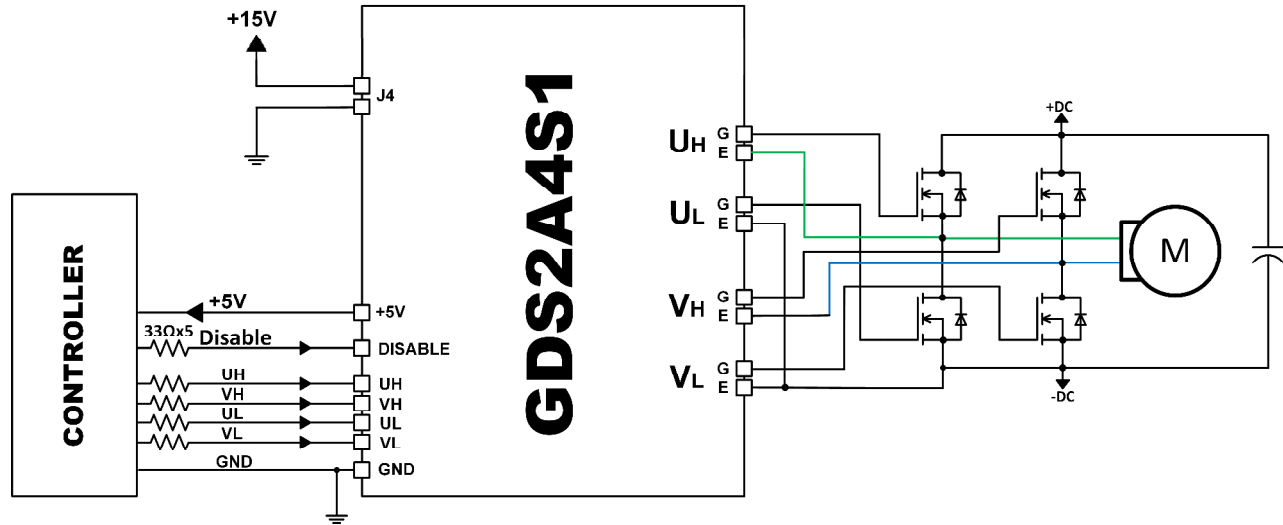 +15V
J4
GDS2A4S1
UH
G
E
UL
G
E
VH
G
E
VL
G
E
+DC
-DC
M
CONTROLLER
+5V
+5V
33Ωx5
Disable
DISABLE
UH
UH
VH
VH
UL
UL
VL
VL
GND
GND